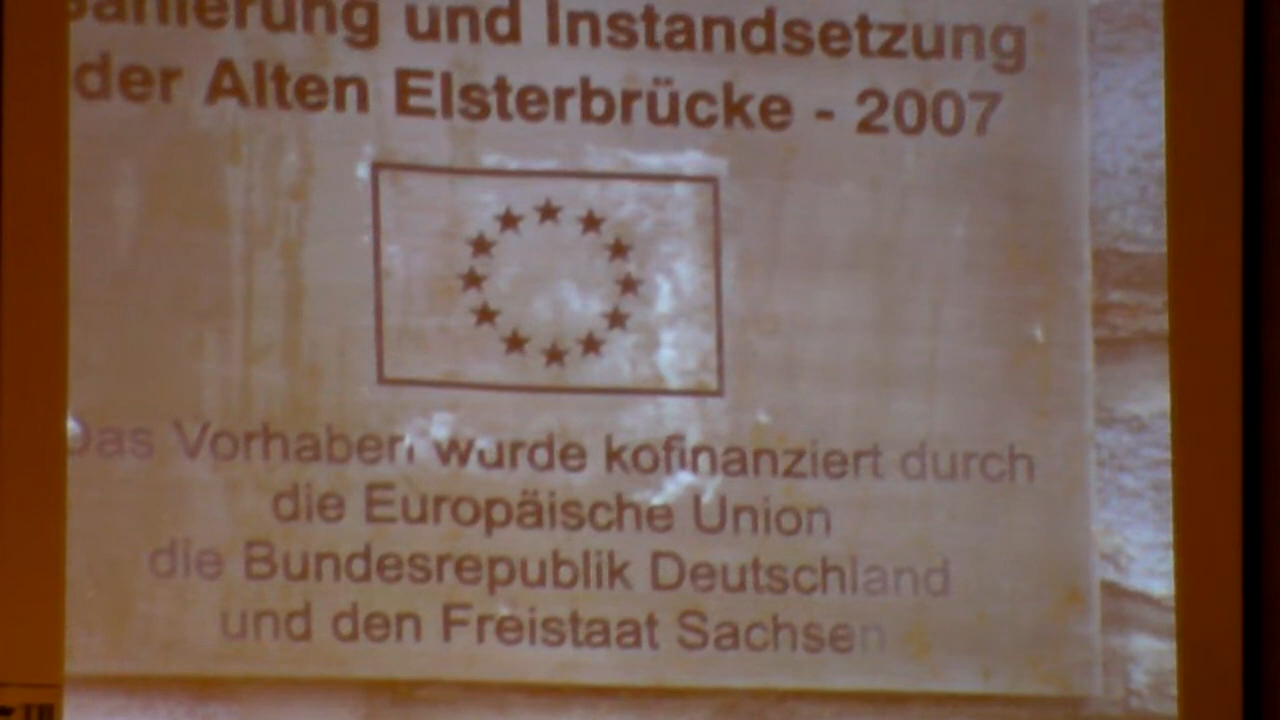 Sanierung und Instandsetzung
der Alten Elsterbrücke - 2007
Das Vorhaben wurde kofinanziert durch
die Europäische Union
die Bundesrepublik Deutschland
und den Freistaat Sachsen